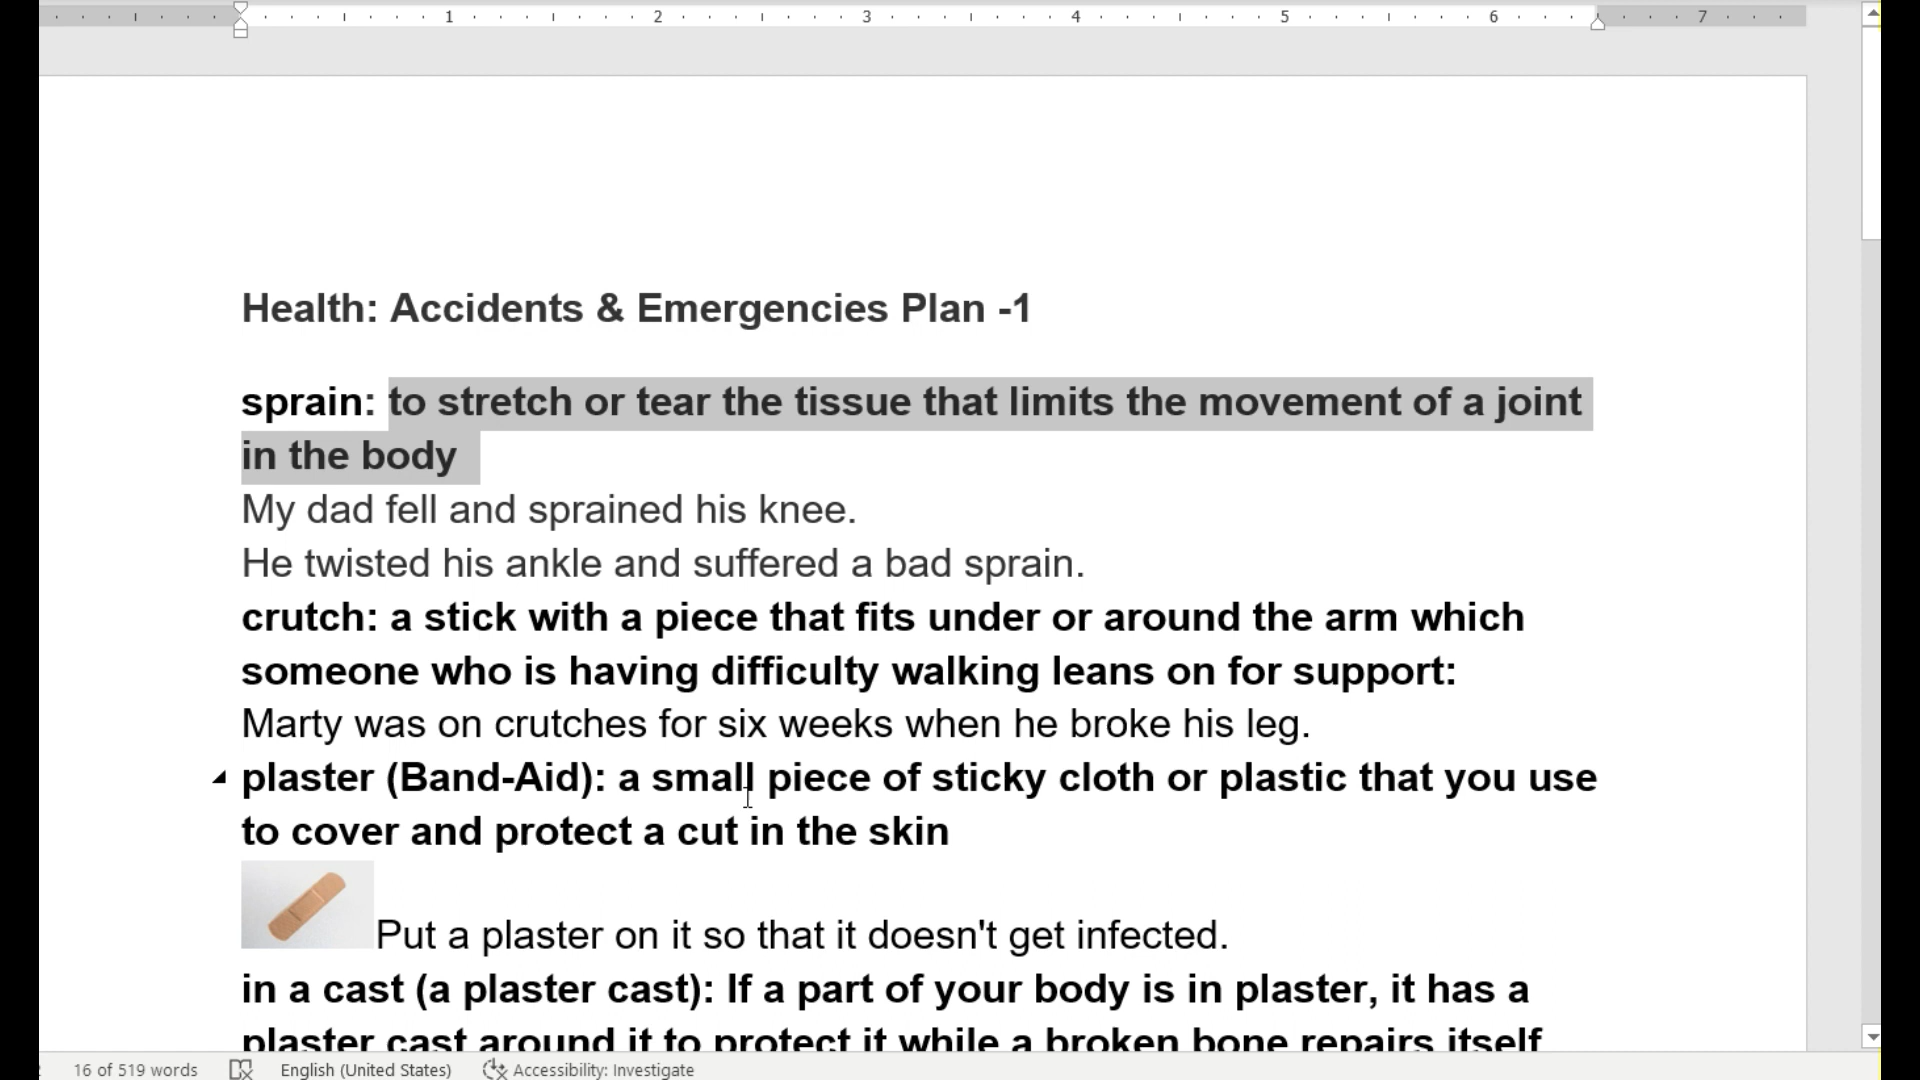 1 2 3 4 5 6 7
Health: Accidents & Emergencies Plan -1
sprain: to stretch or tear the tissue that limits the movement of a joint
in the body
My dad fell and sprained his knee.
He twisted his ankle and suffered a bad sprain.
crutch: a stick with a piece that fits under or around the arm which
someone who is having difficulty walking leans on for support:
Marty was on crutches for six weeks when he broke his leg.
plaster (Band-Aid): a small piece of sticky cloth or plastic that you use
to cover and protect a cut in the skin
Put a plaster on it so that it doesn't get infected.
in a cast (a plaster cast): If a part of your body is in plaster, it has a
plaster cast around it to protect it while a broken bone repairs itself
16 of 519 words English (United States) Accessibility: Investigate